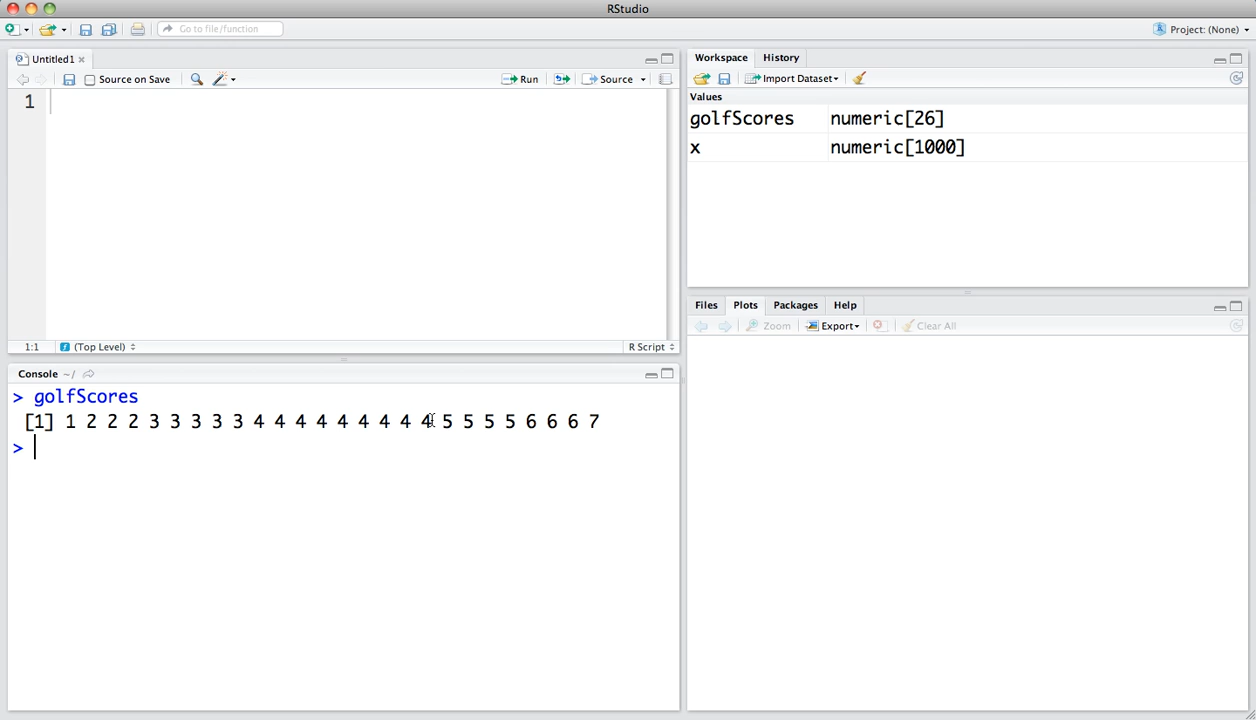 RStudio
Go to file/function
Project: (None)
Untitled1
Source on Save
Run
Source
1
1:1
(Top Level)
R Script
Console ~/
> golfScores
[1] 1 2 2 2 3 3 3 3 3 4 4 4 4 4 4 4 4 4 5 5 5 5 6 6 6 7
>
Workspace
History
Import Dataset
Values
golfScores numeric[26]
x numeric[1000]
Files
Plots
Packages
Help
Zoom
Export
Clear All